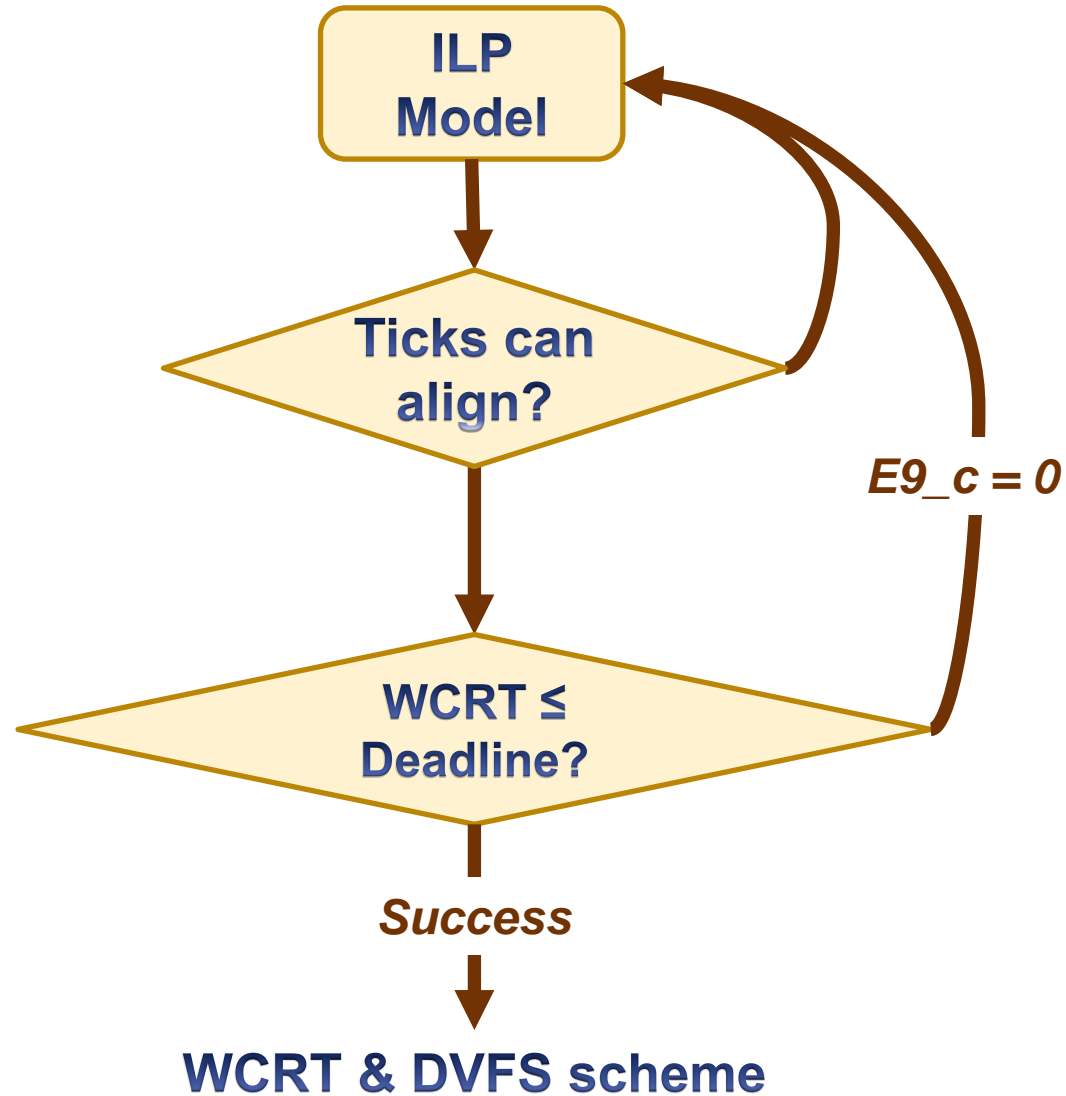 ILP
Model
Ticks can
align?
E9_c = 0
WCRT ≤
Deadline?
Success
WCRT & DVFS scheme